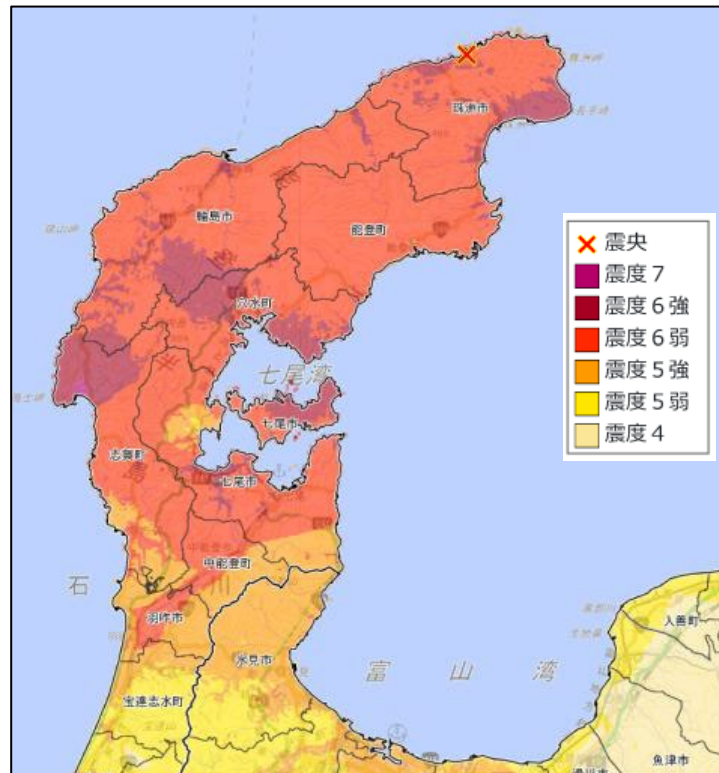 珠洲市
輪島市
能登町
穴水町
七尾湾
七尾市
志賀町
七尾市
中能登町
石
川
羽咋市
氷見市
宝達志水町
富山湾
入善町
魚津市
震央
震度7
震度6強
震度6弱
震度5強
震度5弱
震度4